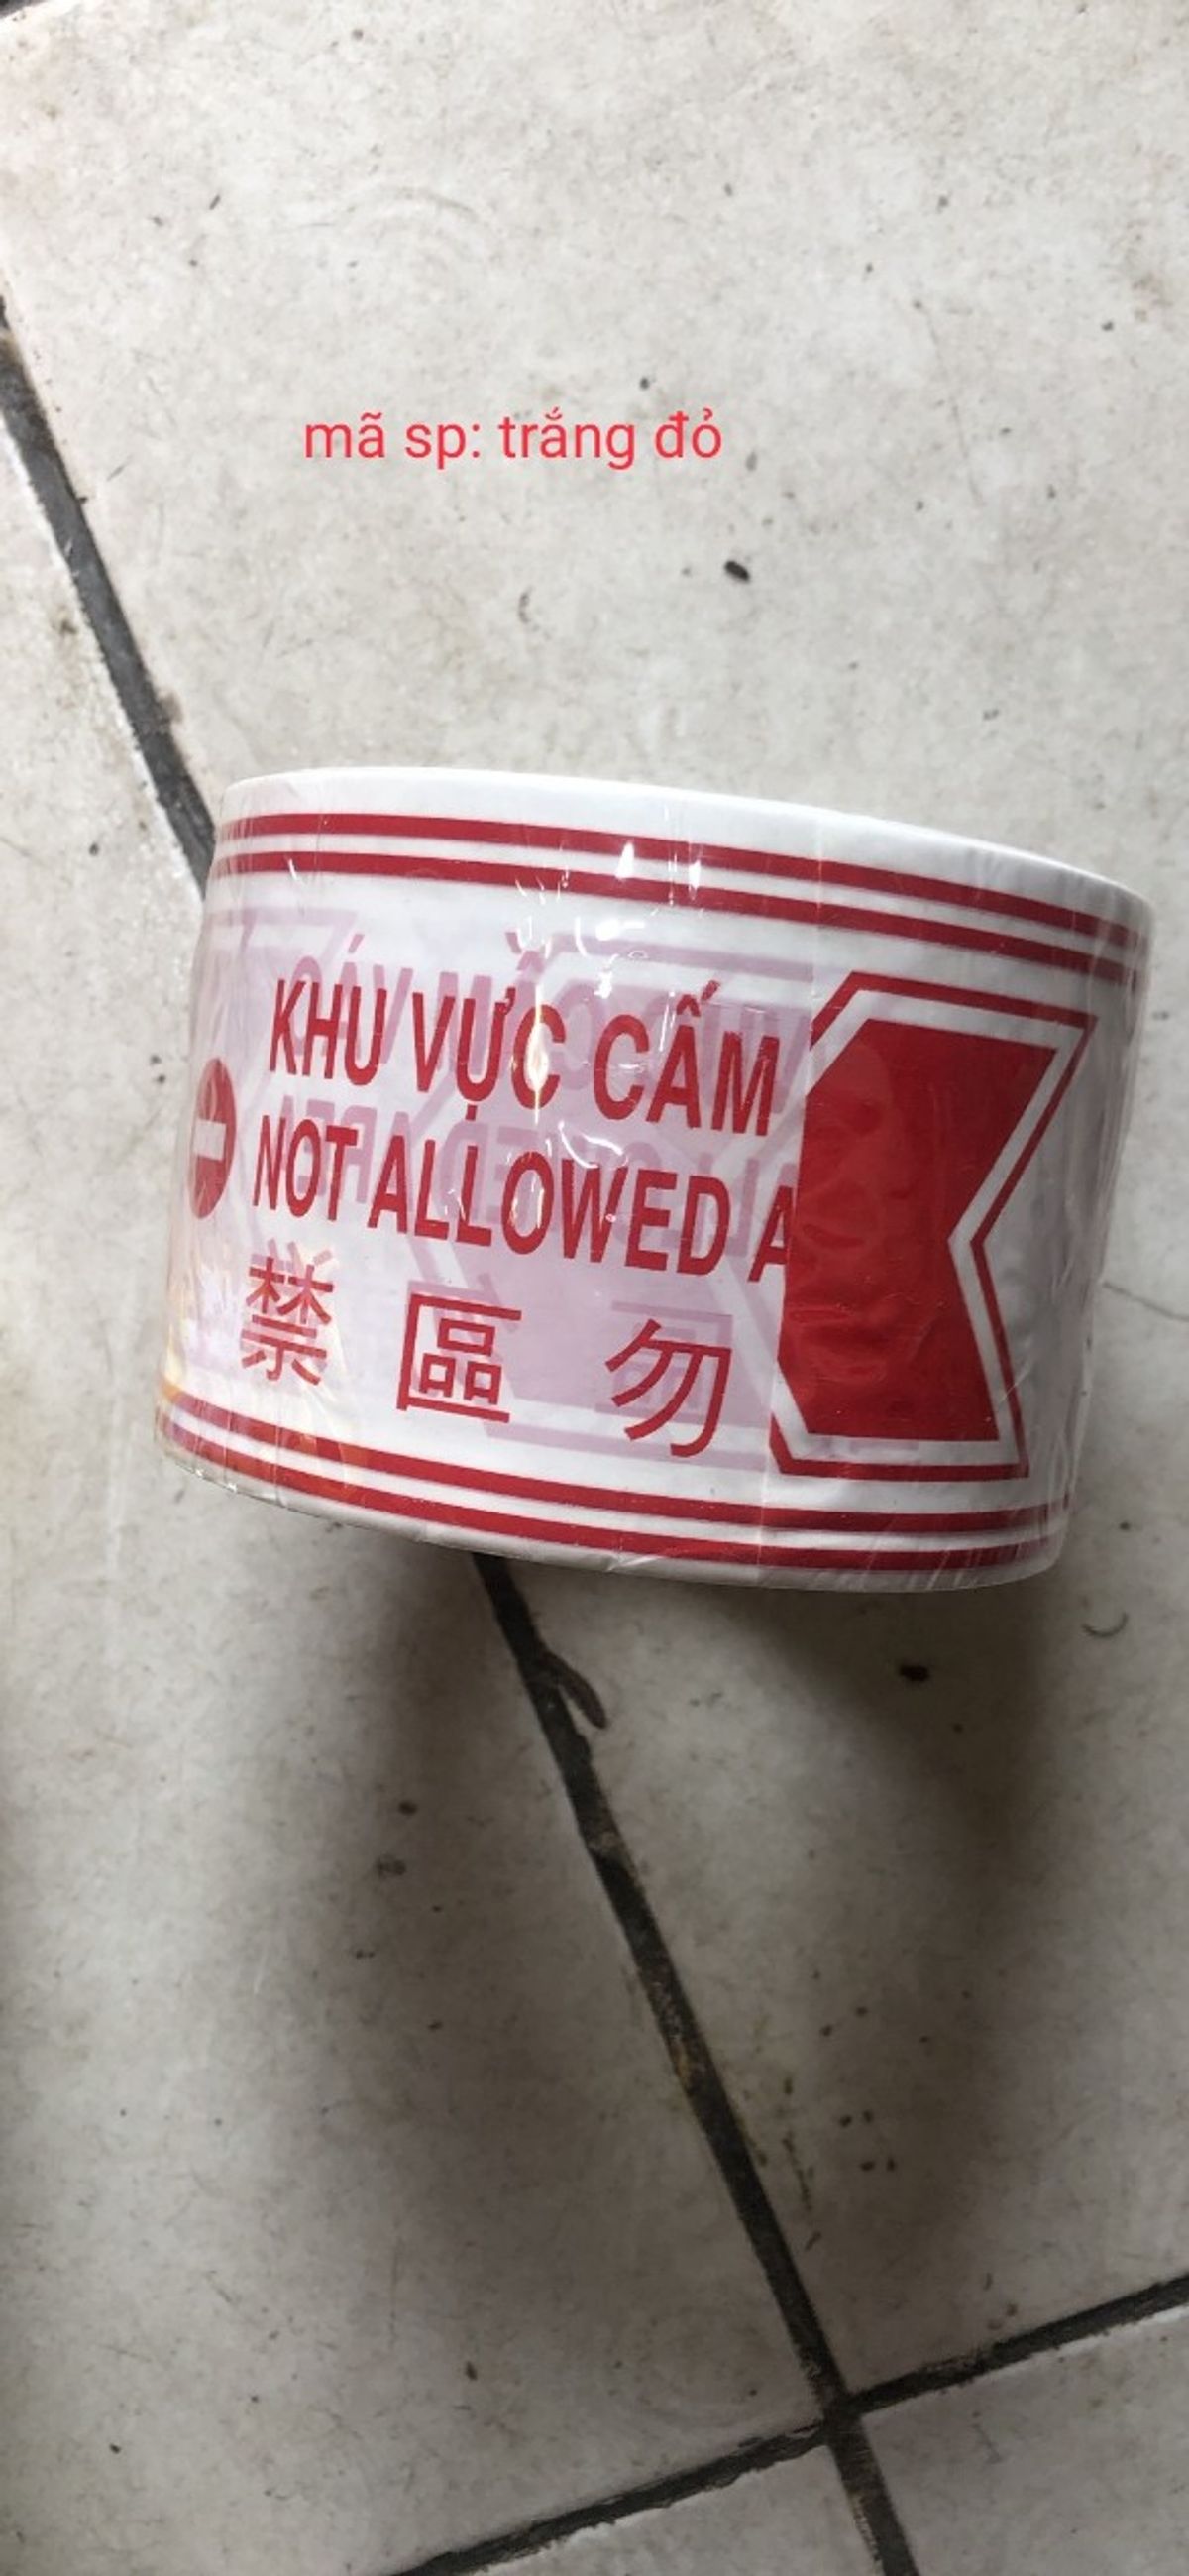 mã sp: trắng đỏ
KHU VỰC CẤM
NOT ALLOWED A
禁 區 勿